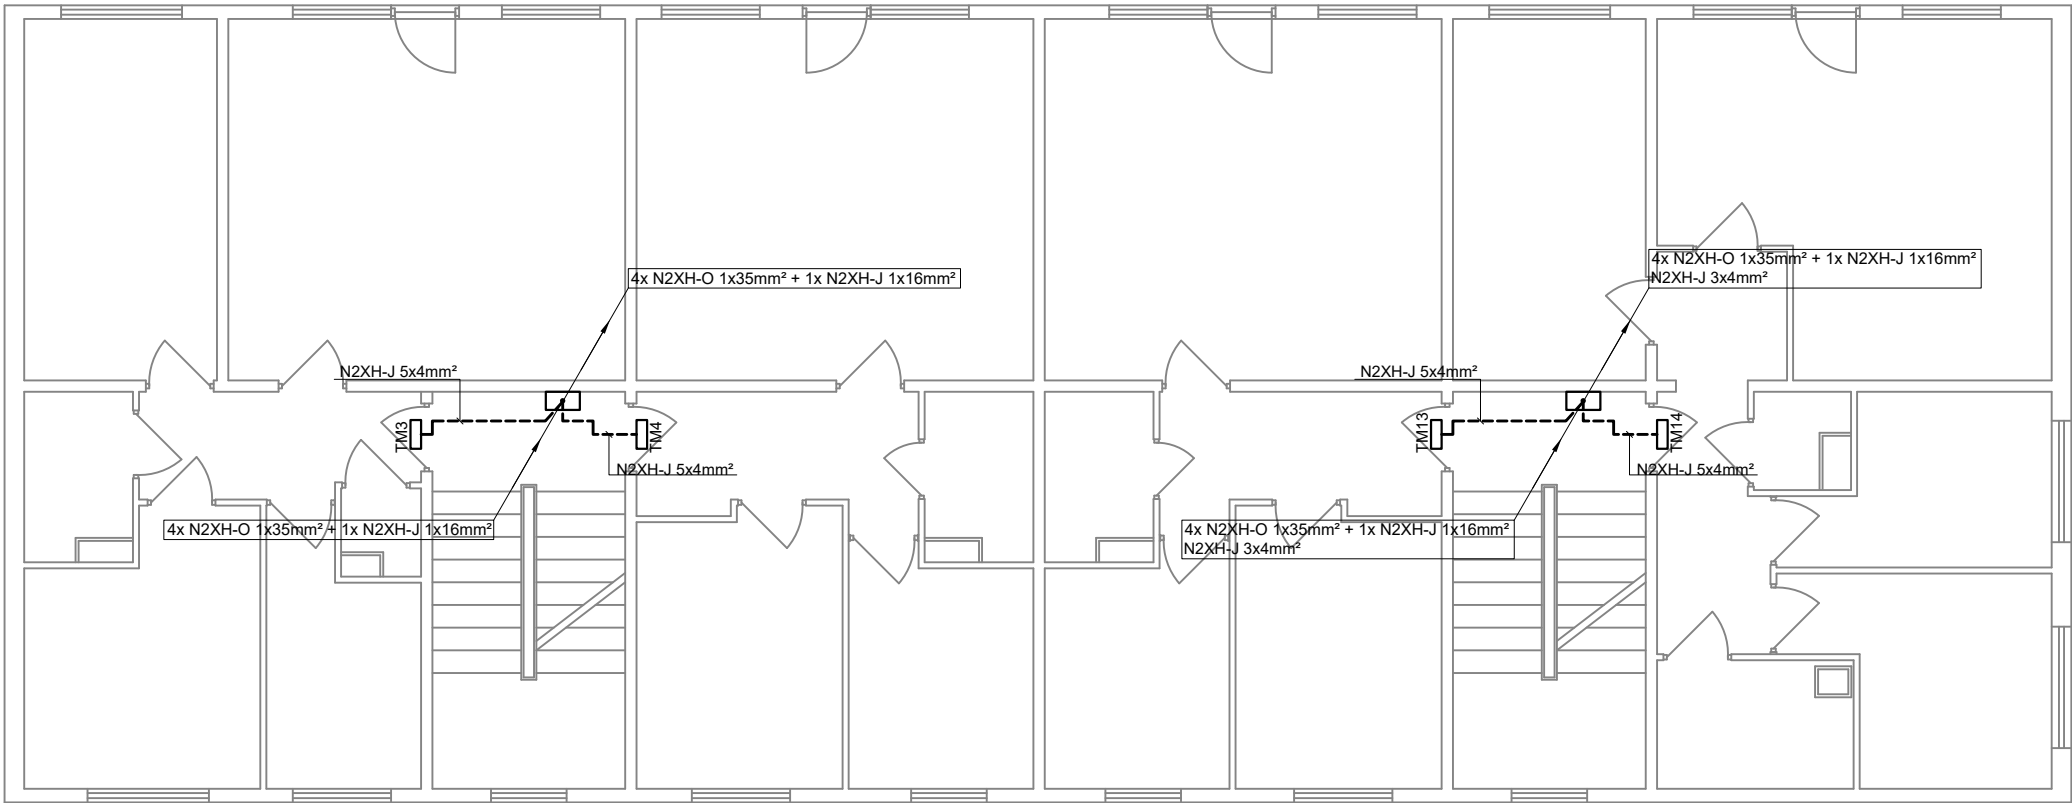 4x N2XH-O 1x35mm² + 1x N2XH-J 1x16mm²
4x N2XH-O 1x35mm² + 1x N2XH-J 1x16mm²
N2XH-J 3x4mm²
N2XH-J 5x4mm²
N2XH-J 5x4mm²
TM3
TM4
TM13
TM14
N2XH-J 5x4mm²
N2XH-J 5x4mm²
4x N2XH-O 1x35mm² + 1x N2XH-J 1x16mm²
4x N2XH-O 1x35mm² + 1x N2XH-J 1x16mm²
N2XH-J 3x4mm²